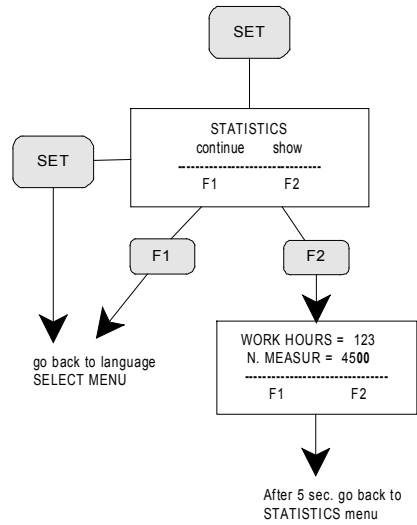 SET
STATISTICS
continue show
--------------------------------
F1 F2
SET
F1
F2
go back to language
SELECT MENU
WORK HOURS = 123
N. MEASUR = 4500
--------------------------------
F1 F2
After 5 sec. go back to
STATISTICS menu